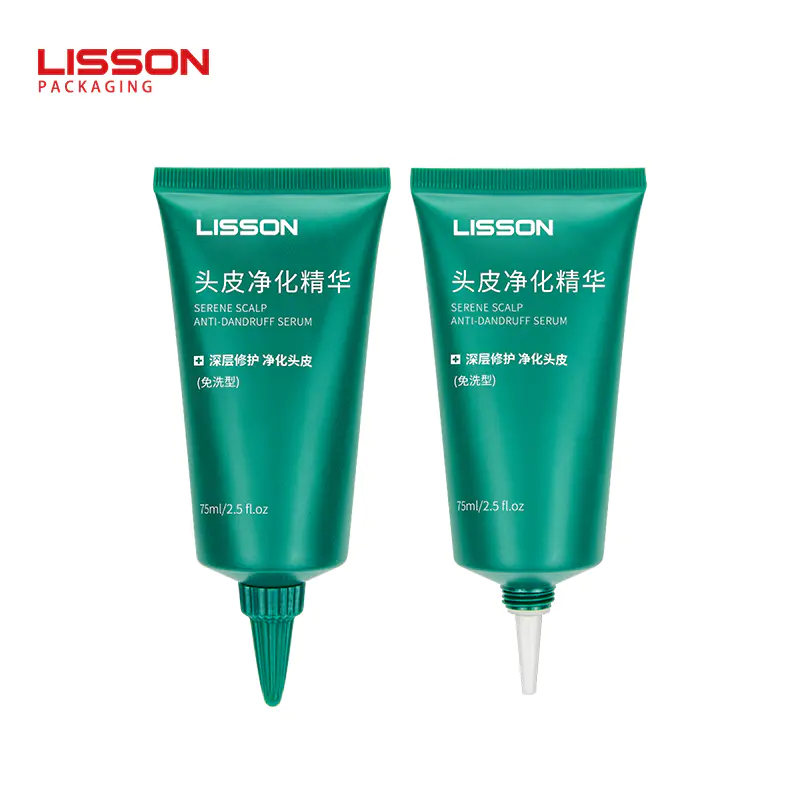 LISSON
PACKAGING
LISSON
头皮净化精华
SERENE SCALP
ANTI-DANDRUFF SERUM
深层修护 净化头皮
(免洗型)
75ml/2.5 fl.oz
LISSON
头皮净化精华
SERENE SCALP
ANTI-DANDRUFF SERUM
深层修护 净化头皮
(免洗型)
75ml/2.5 fl.oz